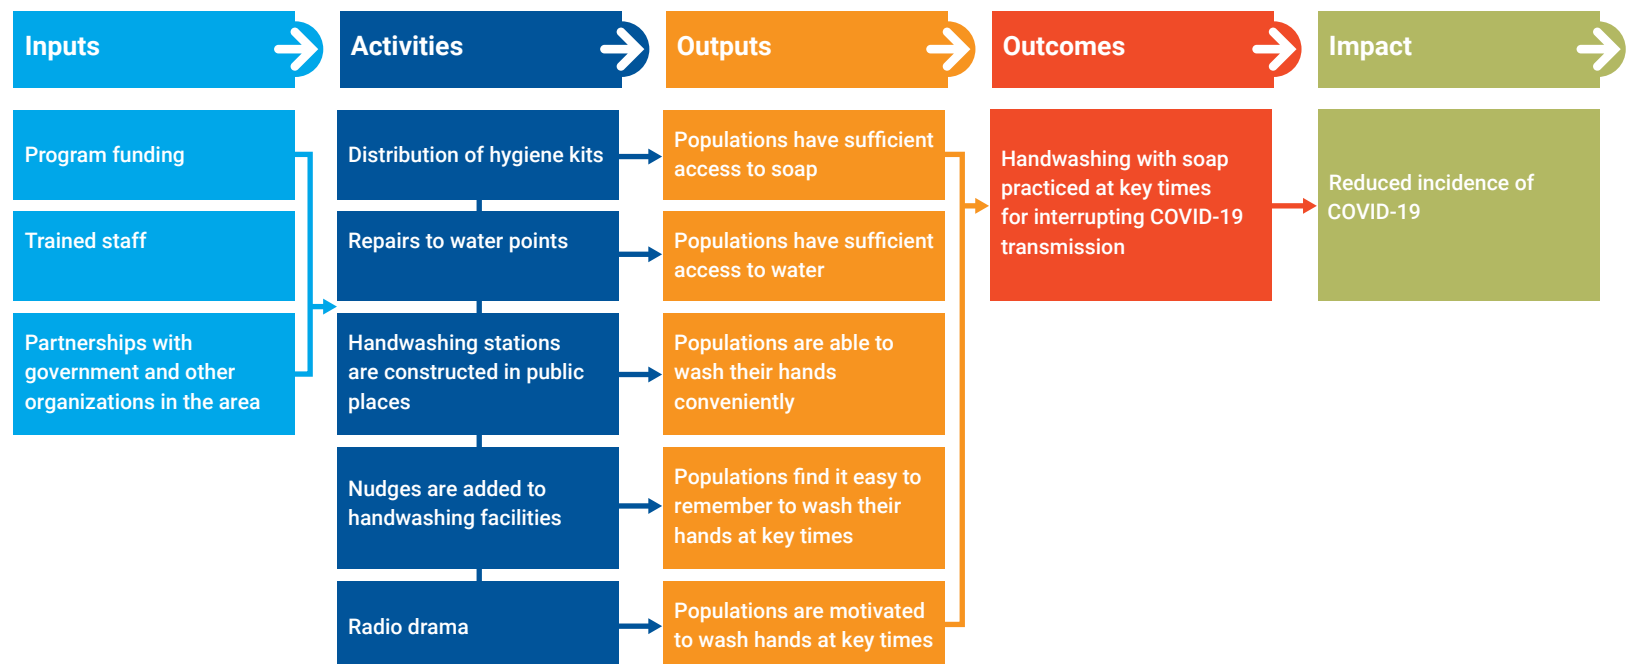 Inputs
Activities
Outputs
Outcomes
Impact
Program funding
Trained staff
Partnerships with
government and other
organizations in the area
Distribution of hygiene kits
Repairs to water points
Handwashing stations
are constructed in public
places
Nudges are added to
handwashing facilities
Radio drama
Populations have sufficient
access to soap
Populations have sufficient
access to water
Populations are able to
wash their hands
conveniently
Populations find it easy to
remember to wash their
hands at key times
Populations are motivated
to wash hands at key times
Handwashing with soap
practiced at key times
for interrupting COVID-19
transmission
Reduced incidence of
COVID-19